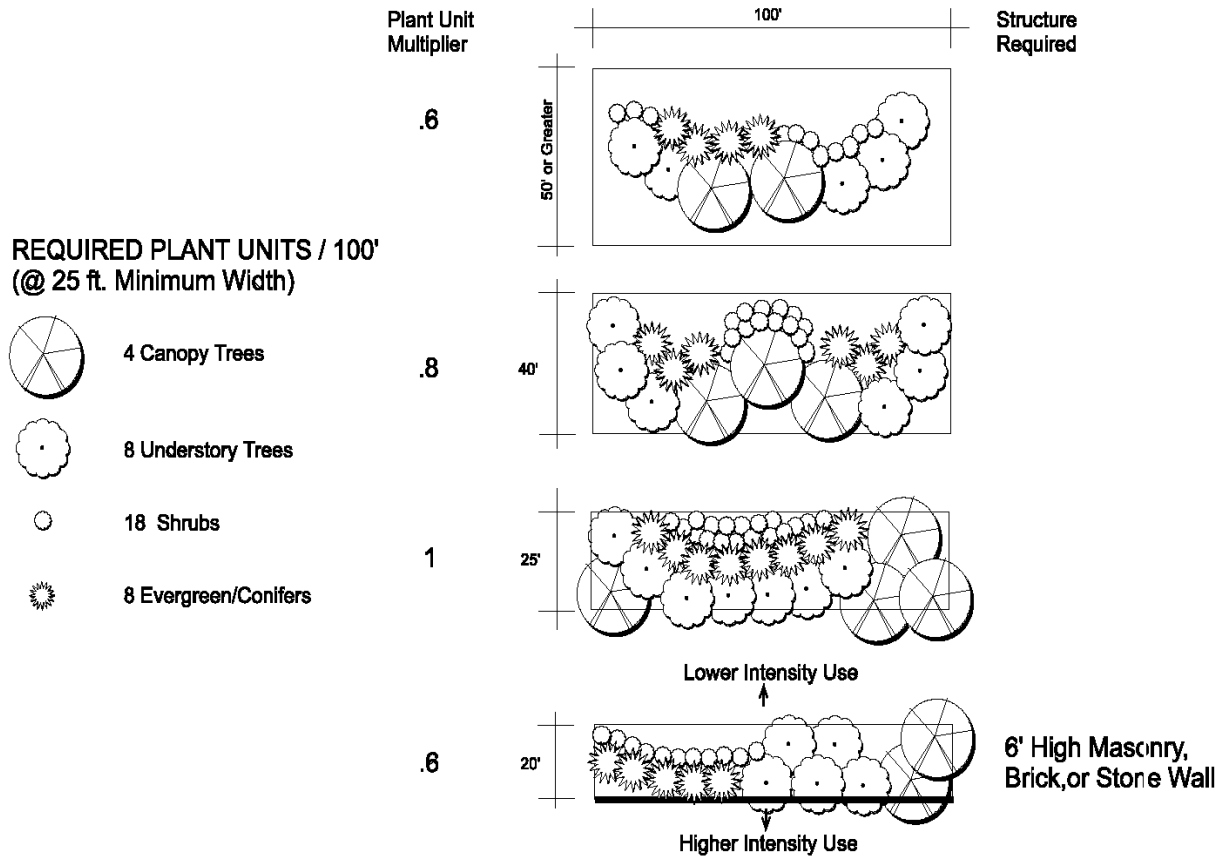 Plant Unit
Multiplier
100'
Structure
Required
.6
50' or Greater
REQUIRED PLANT UNITS / 100'
(@ 25 ft. Minimum Width)
4 Canopy Trees
8 Understory Trees
18 Shrubs
8 Evergreen/Conifers
.8
40'
1
25'
Lower Intensity Use
.6
20'
6' High Masonry,
Brick,or Stone Wall
Higher Intensity Use